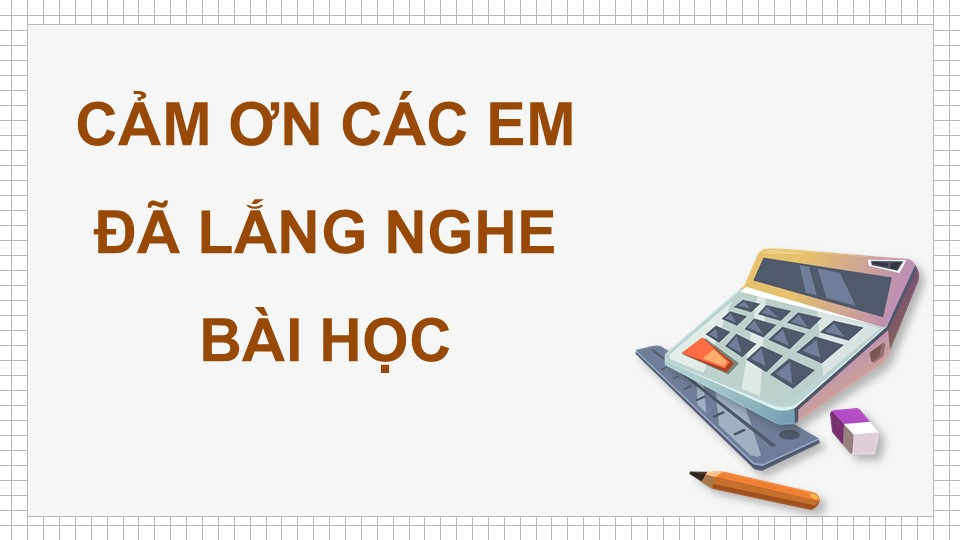 CẢM ƠN CÁC EM
ĐÃ LẮNG NGHE
BÀI HỌC